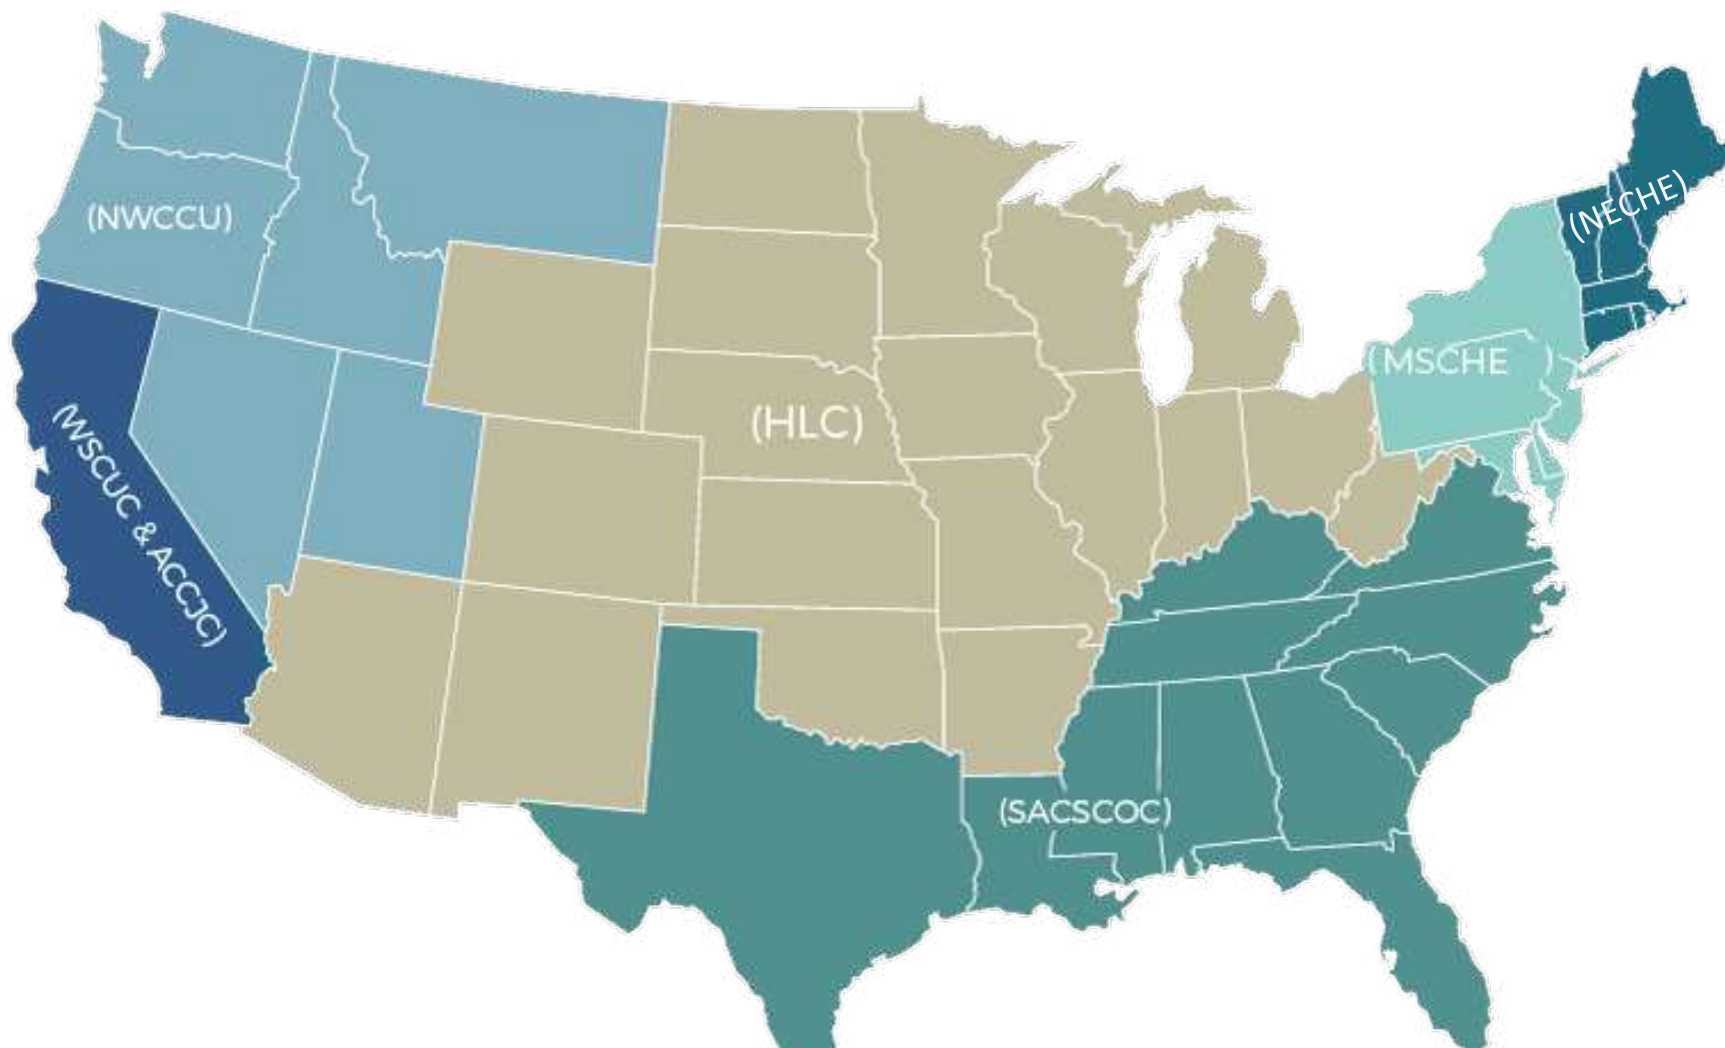 (NECHE)
(NWCCU)
(MSCHE )
(HLC)
(WSCUC & ACCJC)
(SACSCOC)